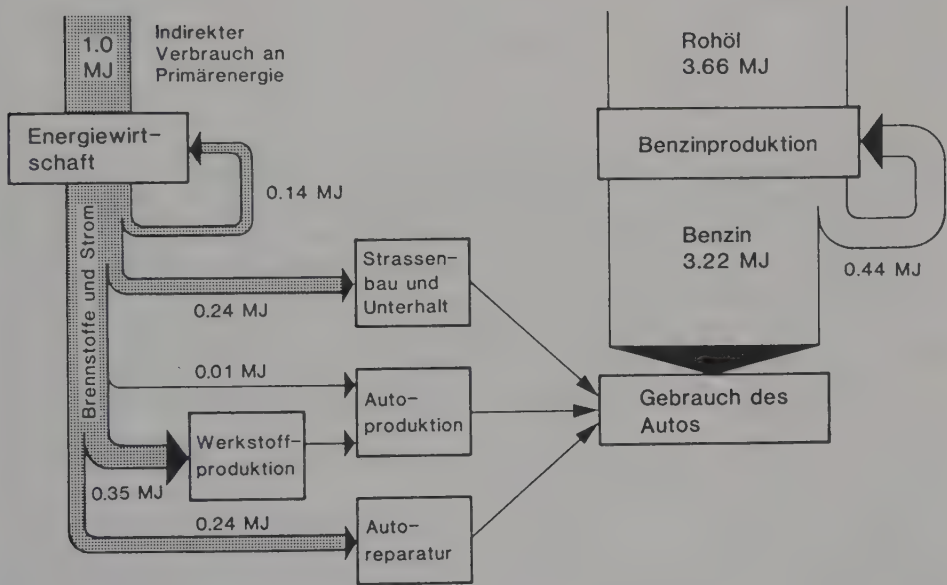 1.0
MJ
Indirekter
Verbrauch an
Primärenergie
Energiewirt-
schaft
0.14 MJ
Brennstoffe und Strom
0.24 MJ
Strassen-
bau und
Unterhalt
0.01 MJ
Auto-
produktion
Werkstoff-
produktion
0.35 MJ
0.24 MJ
Auto-
reparatur
Rohöl
3.66 MJ
Benzinproduktion
Benzin
3.22 MJ
0.44 MJ
Gebrauch des
Autos